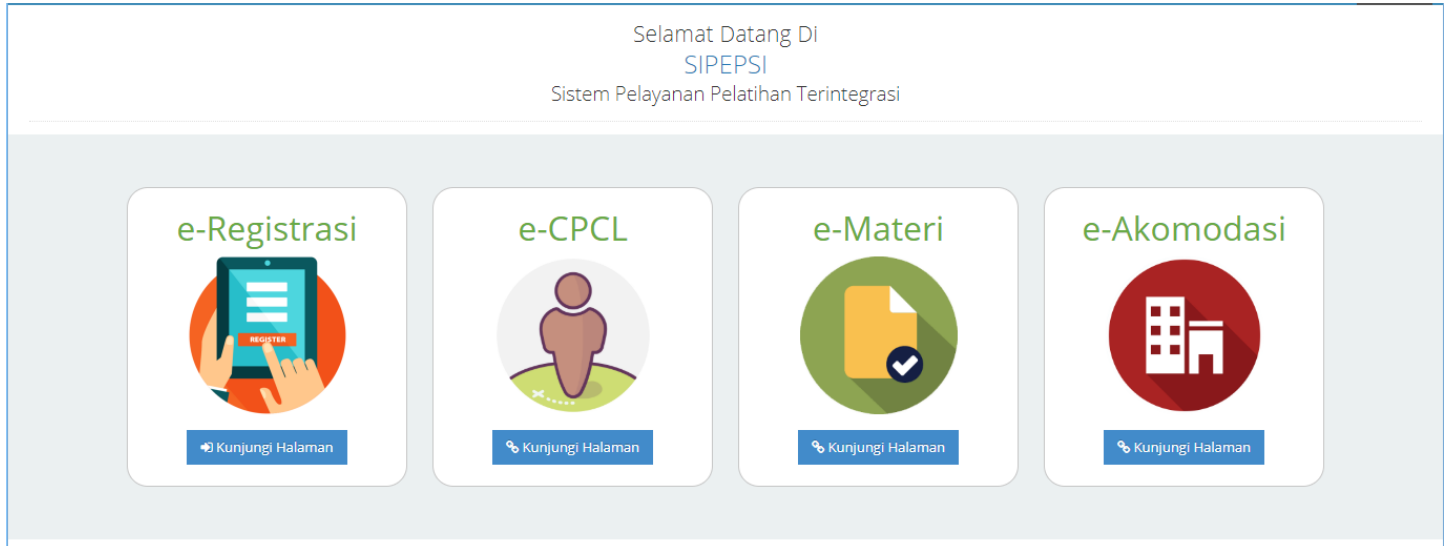 Selamat Datang Di
SIPEPSI
Sistem Pelayanan Pelatihan Terintegrasi
e-Registrasi
REGISTER
Kunjungi Halaman
e-CPCL
Kunjungi Halaman
e-Materi
Kunjungi Halaman
e-Akomodasi
Kunjungi Halaman